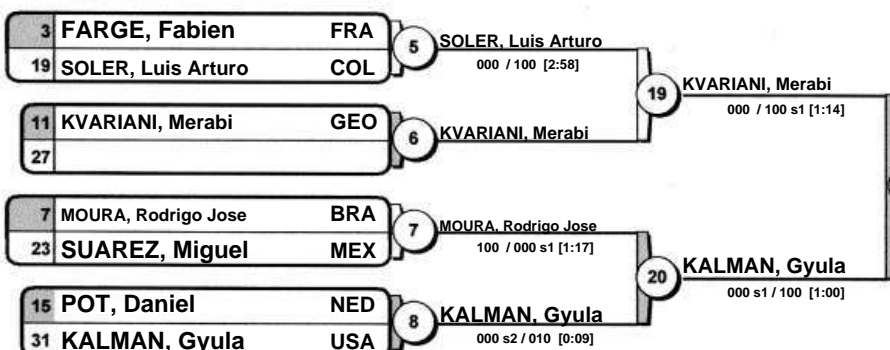 3 FARGE, Fabien FRA
19 SOLER, Luis Arturo COL
5
SOLER, Luis Arturo
000 / 100 [2:58]
11 KVARIANI, Merabi GEO
27
6
KVARIANI, Merabi
19
KVARIANI, Merabi
000 / 100 s1 [1:14]
7 MOURA, Rodrigo Jose BRA
23 SUAREZ, Miguel MEX
7
MOURA, Rodrigo Jose
100 / 000 s1 [1:17]
15 POT, Daniel NED
31 KALMAN, Gyula USA
8
KALMAN, Gyula
000 s2 / 010 [0:09]
20
KALMAN, Gyula
000 s1 / 100 [1:00]